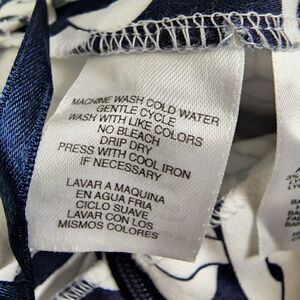 MACHINE WASH COLD WATER
GENTLE CYCLE
WASH WITH LIKE COLORS
NO BLEACH
DRIP DRY
PRESS WITH COOL IRON
IF NECESSARY
LAVAR A MAQUINA
EN AGUA FRIA
CICLO SUAVE
LAVAR CON LOS
MISMOS COLORES